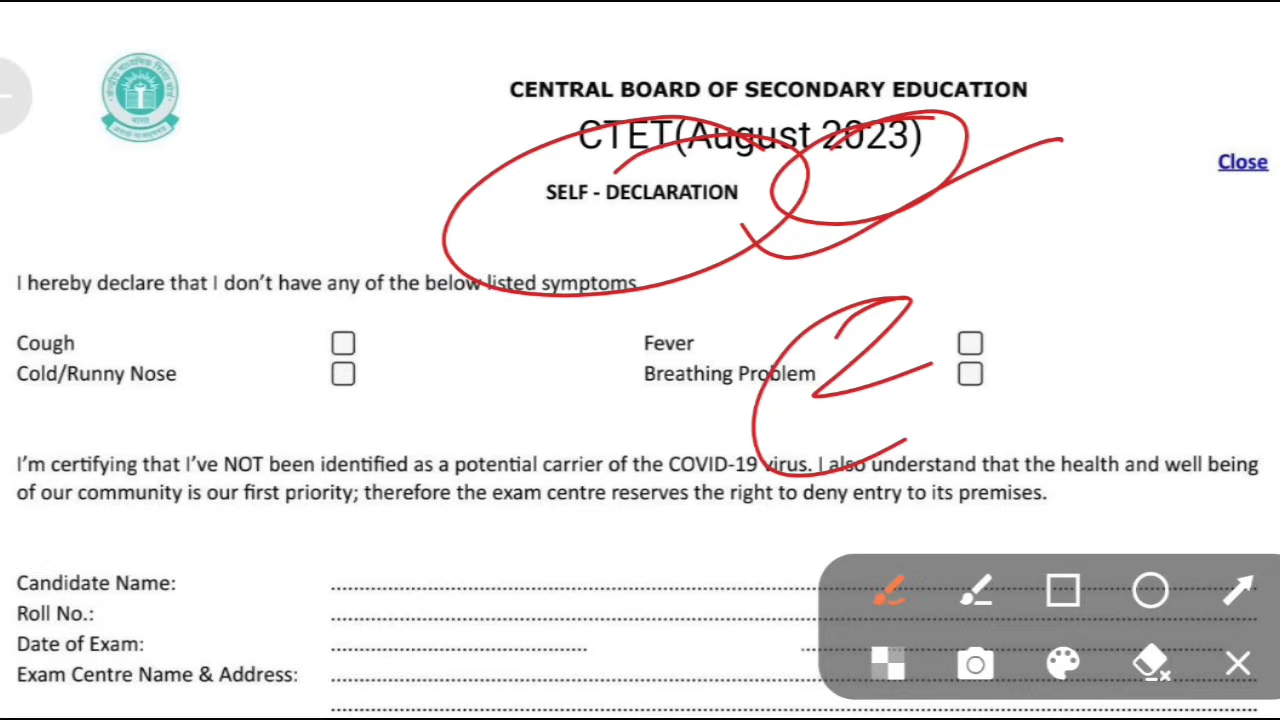 CENTRAL BOARD OF SECONDARY EDUCATION
CTET(August 2023)
Close
SELF - DECLARATION
I hereby declare that I don't have any of the below listed symptoms
Cough
Fever
Cold/Runny Nose
Breathing Problem
2
I'm certifying that I've NOT been identified as a potential carrier of the COVID-19 virus. I also understand that the health and well being
of our community is our first priority; therefore the exam centre reserves the right to deny entry to its premises.
Candidate Name:
Roll No.:
Date of Exam:
Exam Centre Name & Address: